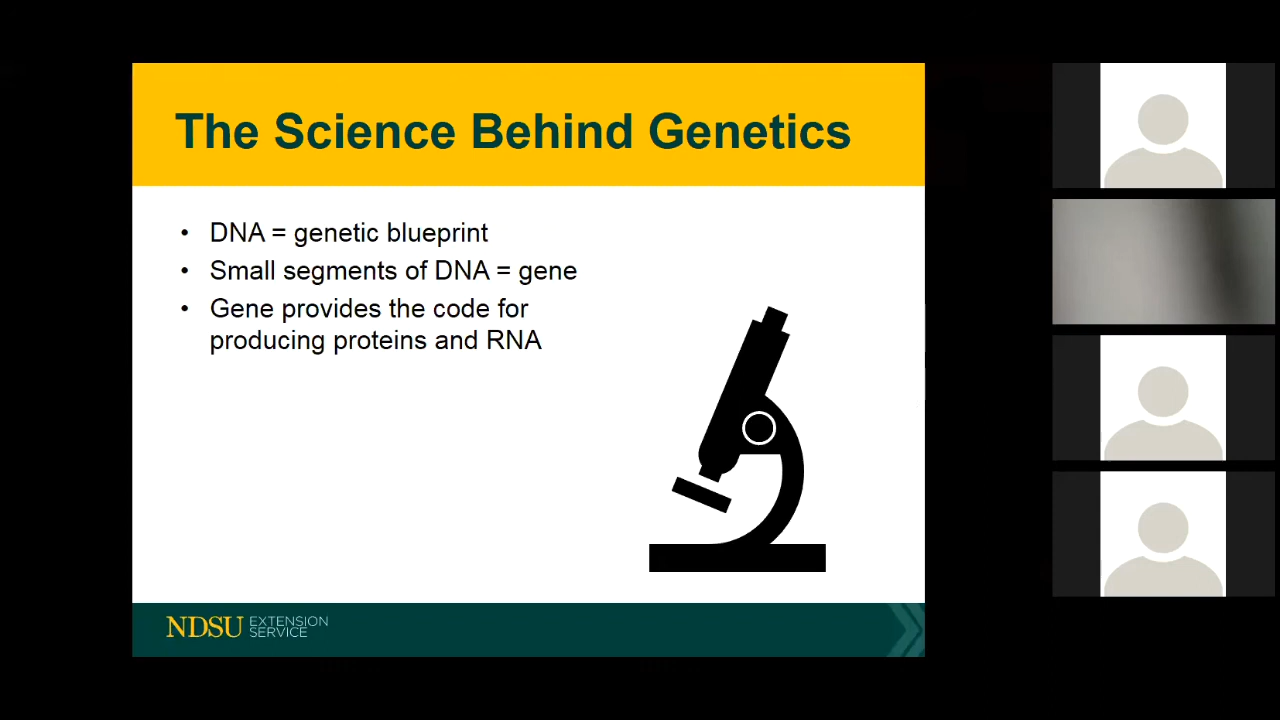 The Science Behind Genetics
• DNA = genetic blueprint
• Small segments of DNA = gene
• Gene provides the code for
producing proteins and RNA
NDSU EXTENSION
SERVICE